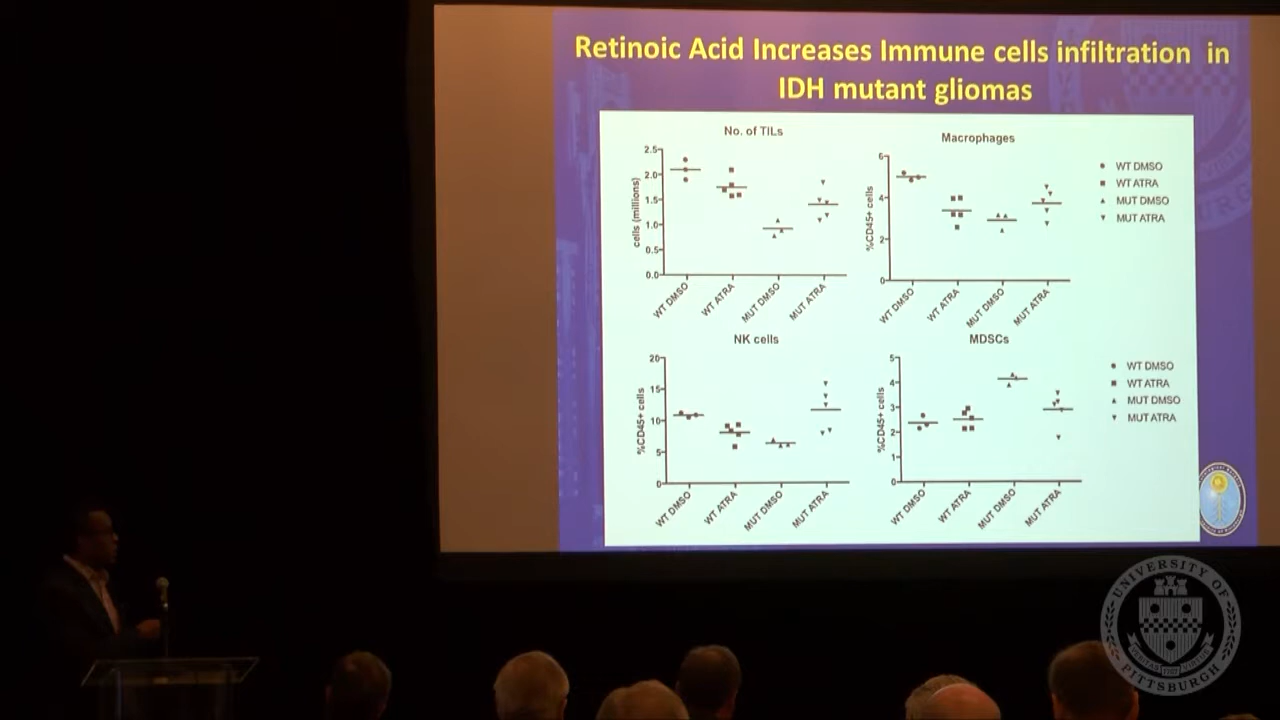 Retinoic Acid Increases Immune cells infiltration in
IDH mutant gliomas
No. of TILs
cells (millions)
2.5
2.0
1.5
1.0
0.5
0.0
WT DMSO
WT ATRA
MUT DMSO
MUT ATRA
Macrophages
%CD45+ cells
6
4
2
0
WT DMSO
WT ATRA
MUT DMSO
MUT ATRA
WT DMSO
WT ATRA
MUT DMSO
MUT ATRA
NK cells
%CD45+ cells
20
15
10
5
0
WT DMSO
WT ATRA
MUT DMSO
MUT ATRA
MDSCs
%CD45+ cells
5
4
3
2
1
0
WT DMSO
WT ATRA
MUT DMSO
MUT ATRA
WT DMSO
WT ATRA
MUT DMSO
MUT ATRA
UNIVERSITY OF
PITTSBURGH